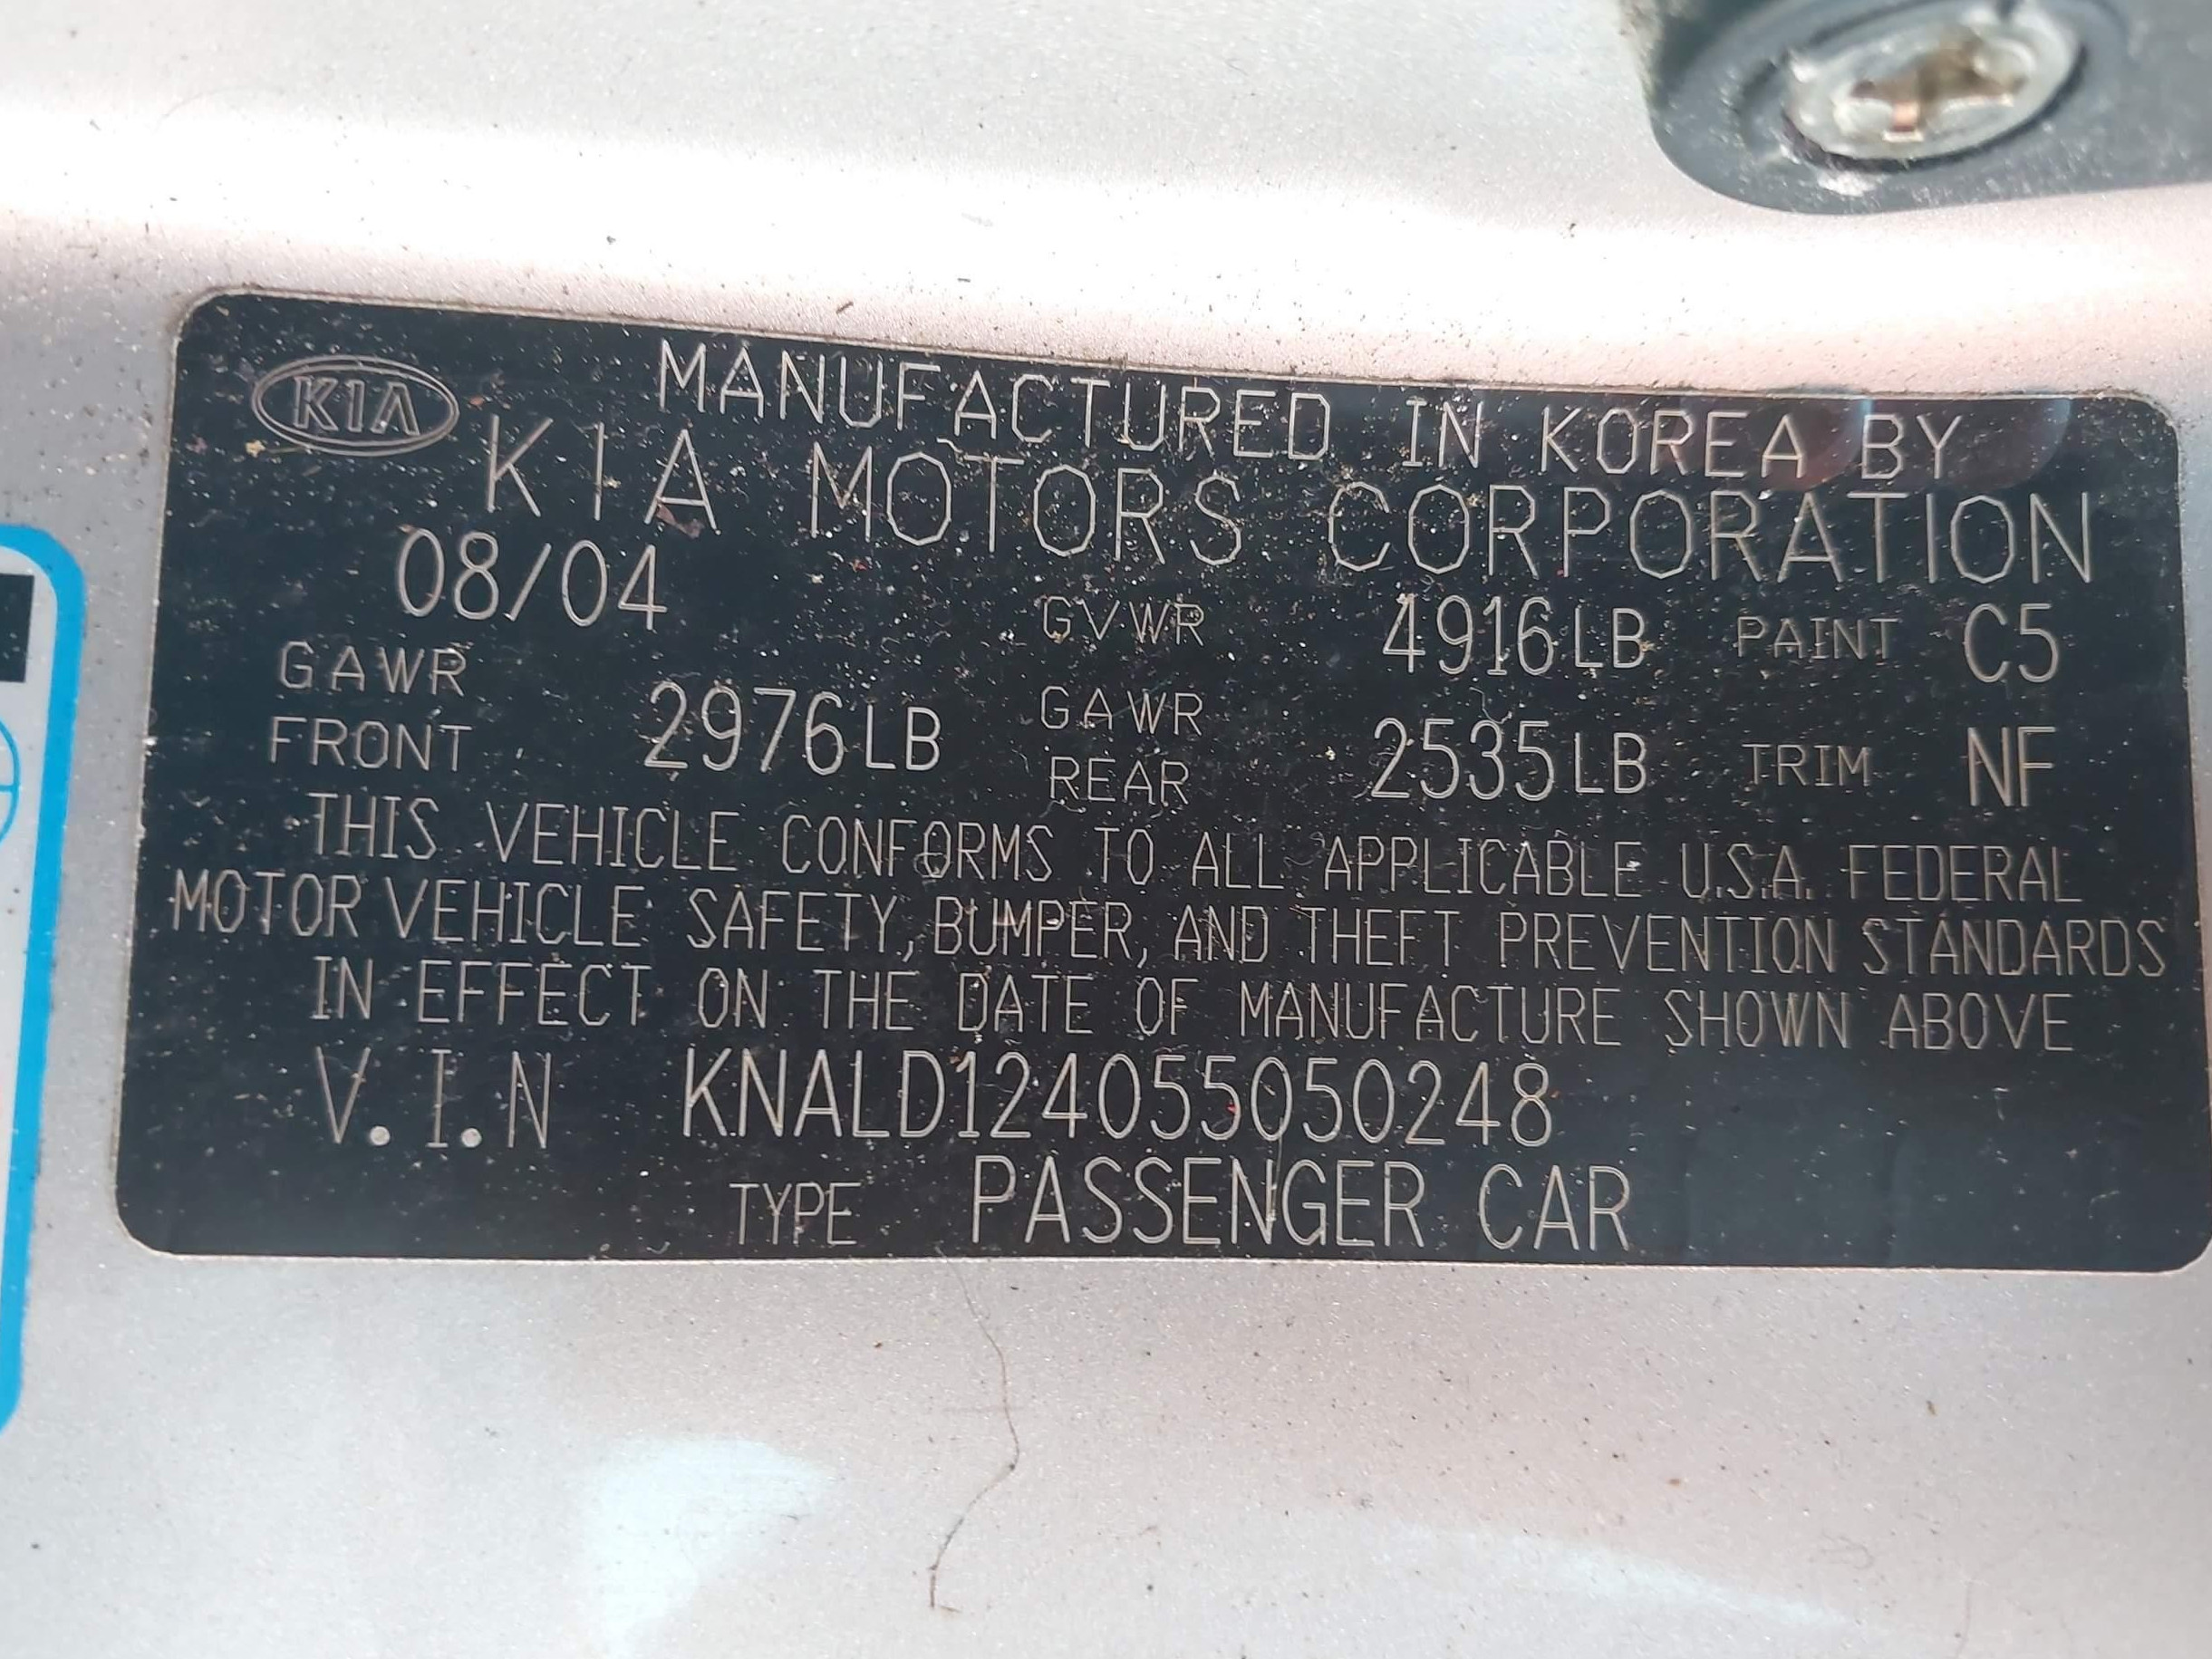 KIA MANUFACTURED IN KOREA BY
KIA MOTORS CORPORATION
08/04 GVWR 4916LB PAINT C5
GAWR FRONT 2976LB GAWR REAR 2535LB TRIM NF
THIS VEHICLE CONFORMS TO ALL APPLICABLE U.S.A. FEDERAL
MOTOR VEHICLE SAFETY, BUMPER, AND THEFT PREVENTION STANDARDS
IN EFFECT ON THE DATE OF MANUFACTURE SHOWN ABOVE
V.I.N KNALD124055050248
TYPE PASSENGER CAR